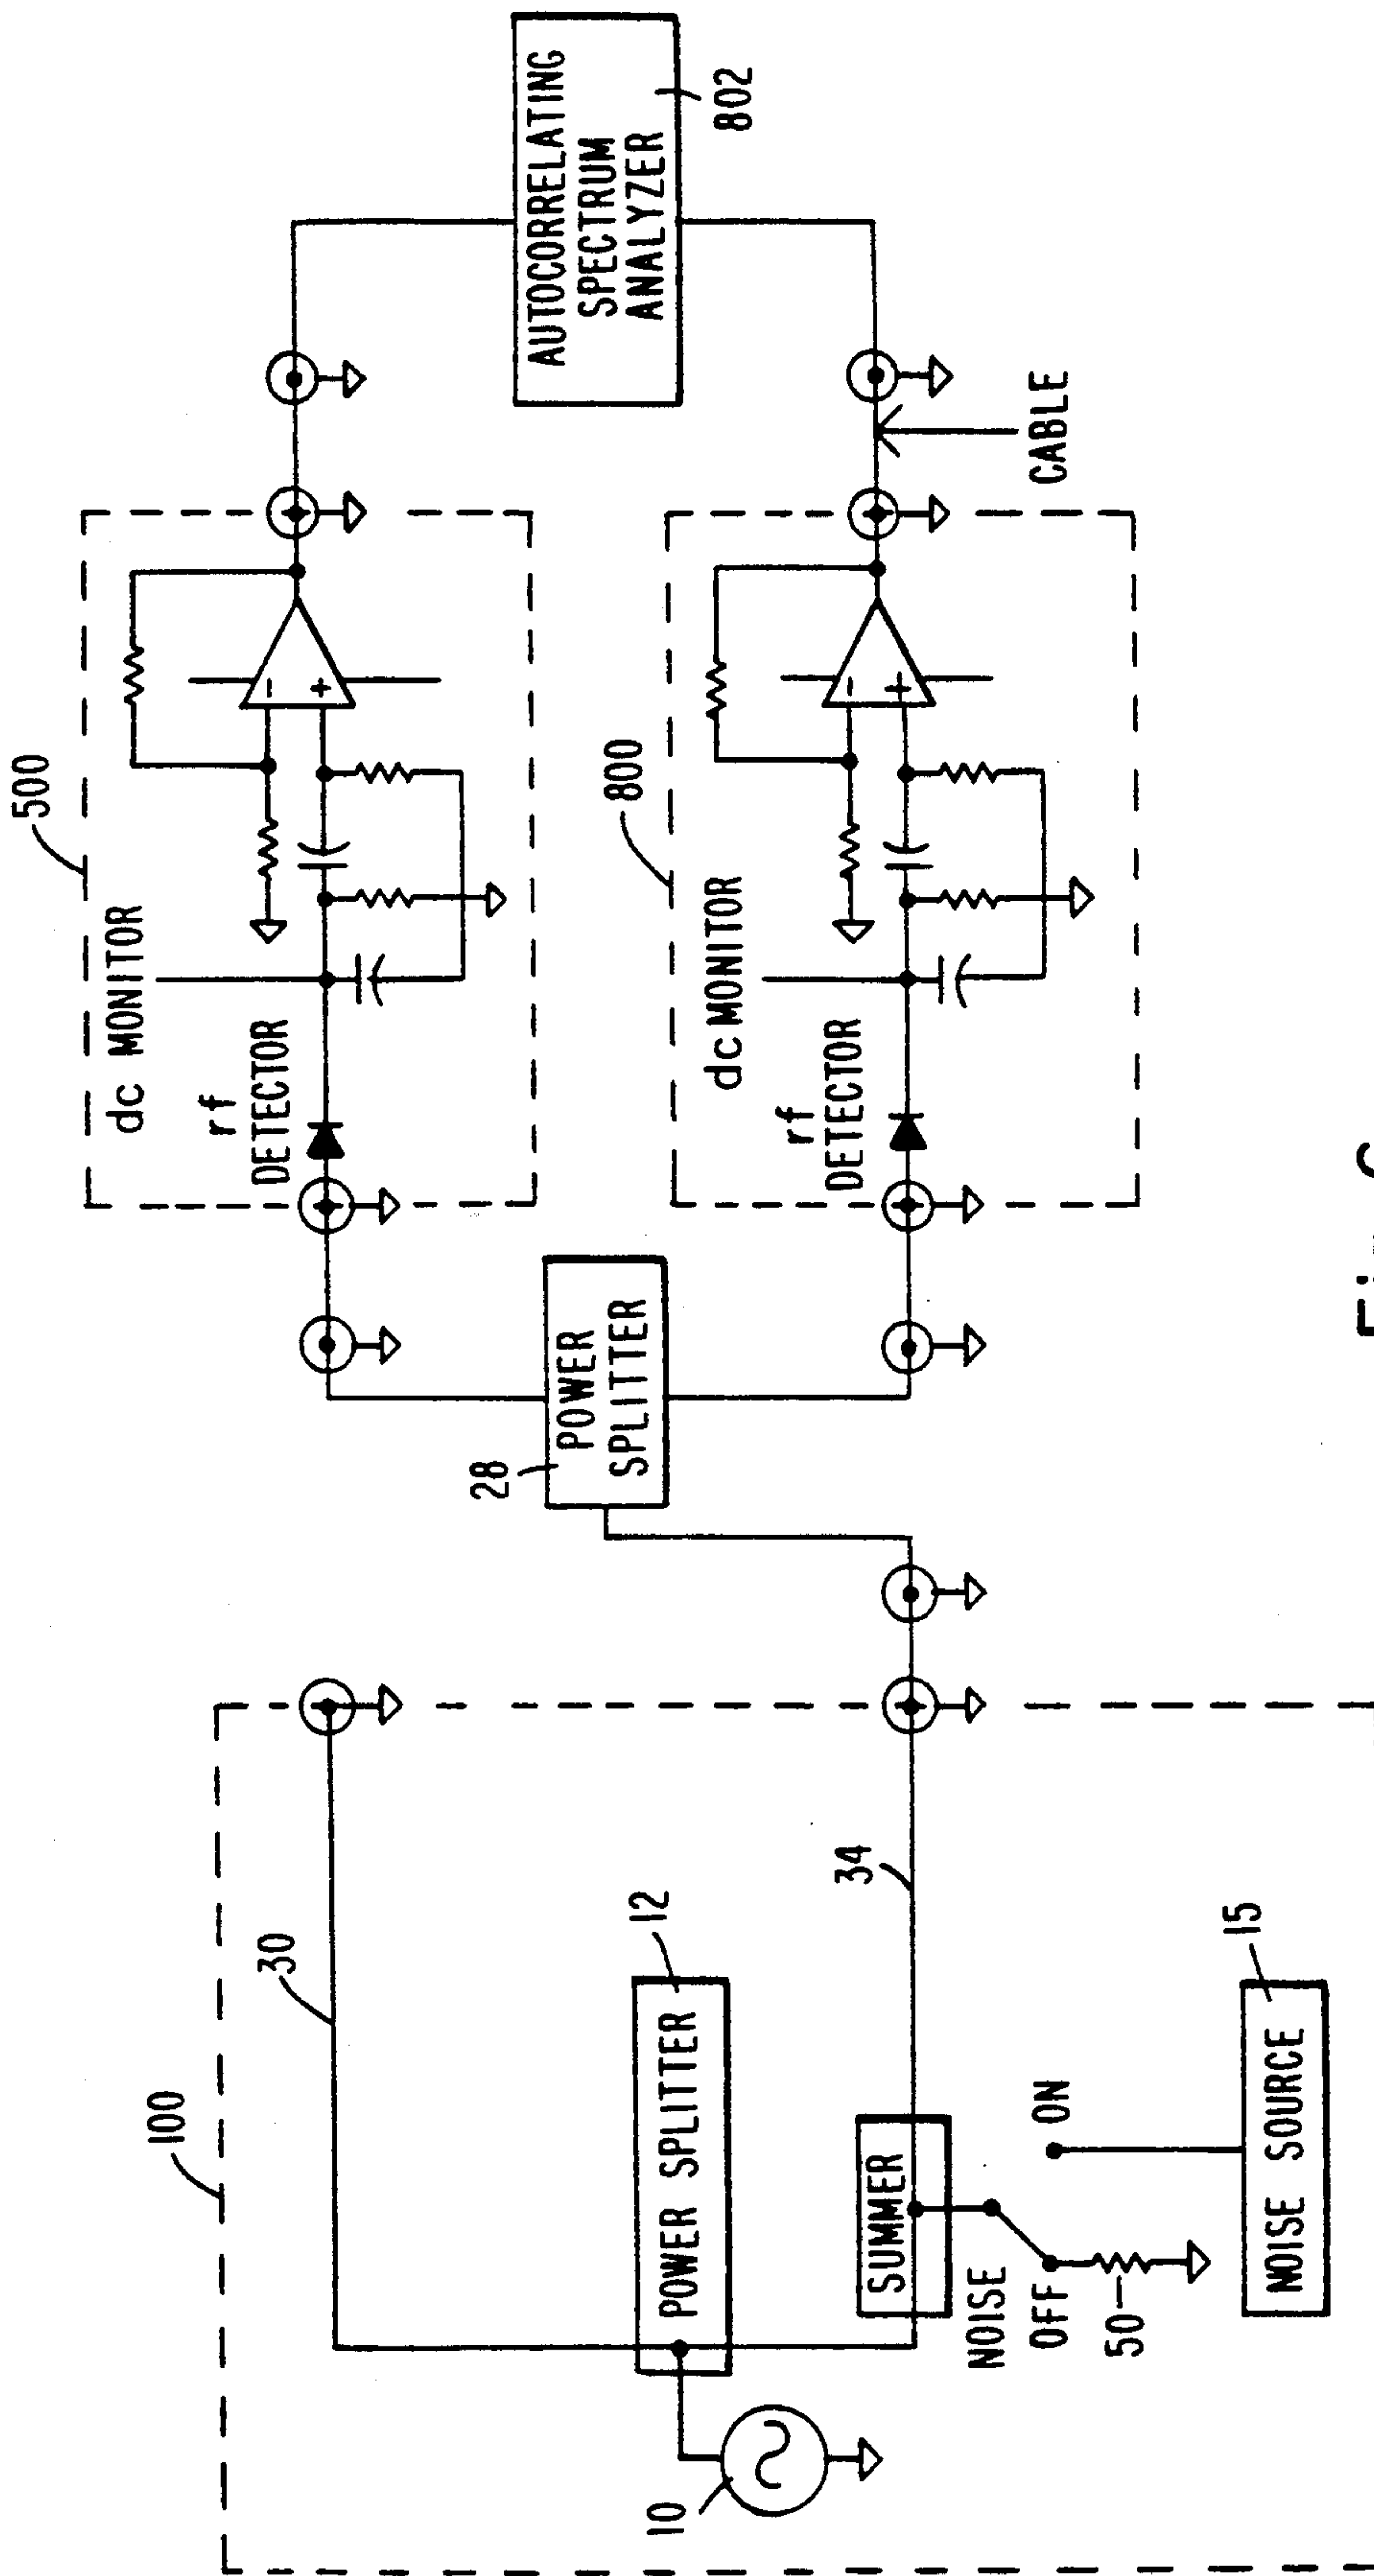 100
30
10
POWER SPLITTER
12
SUMMER
34
NOISE
OFF
ON
50
NOISE SOURCE
15
28
POWER
SPLITTER
500
dc MONITOR
rf
DETECTOR
-
+
800
dc MONITOR
rf
DETECTOR
-
+
CABLE
AUTOCORRELATING
SPECTRUM
ANALYZER
802